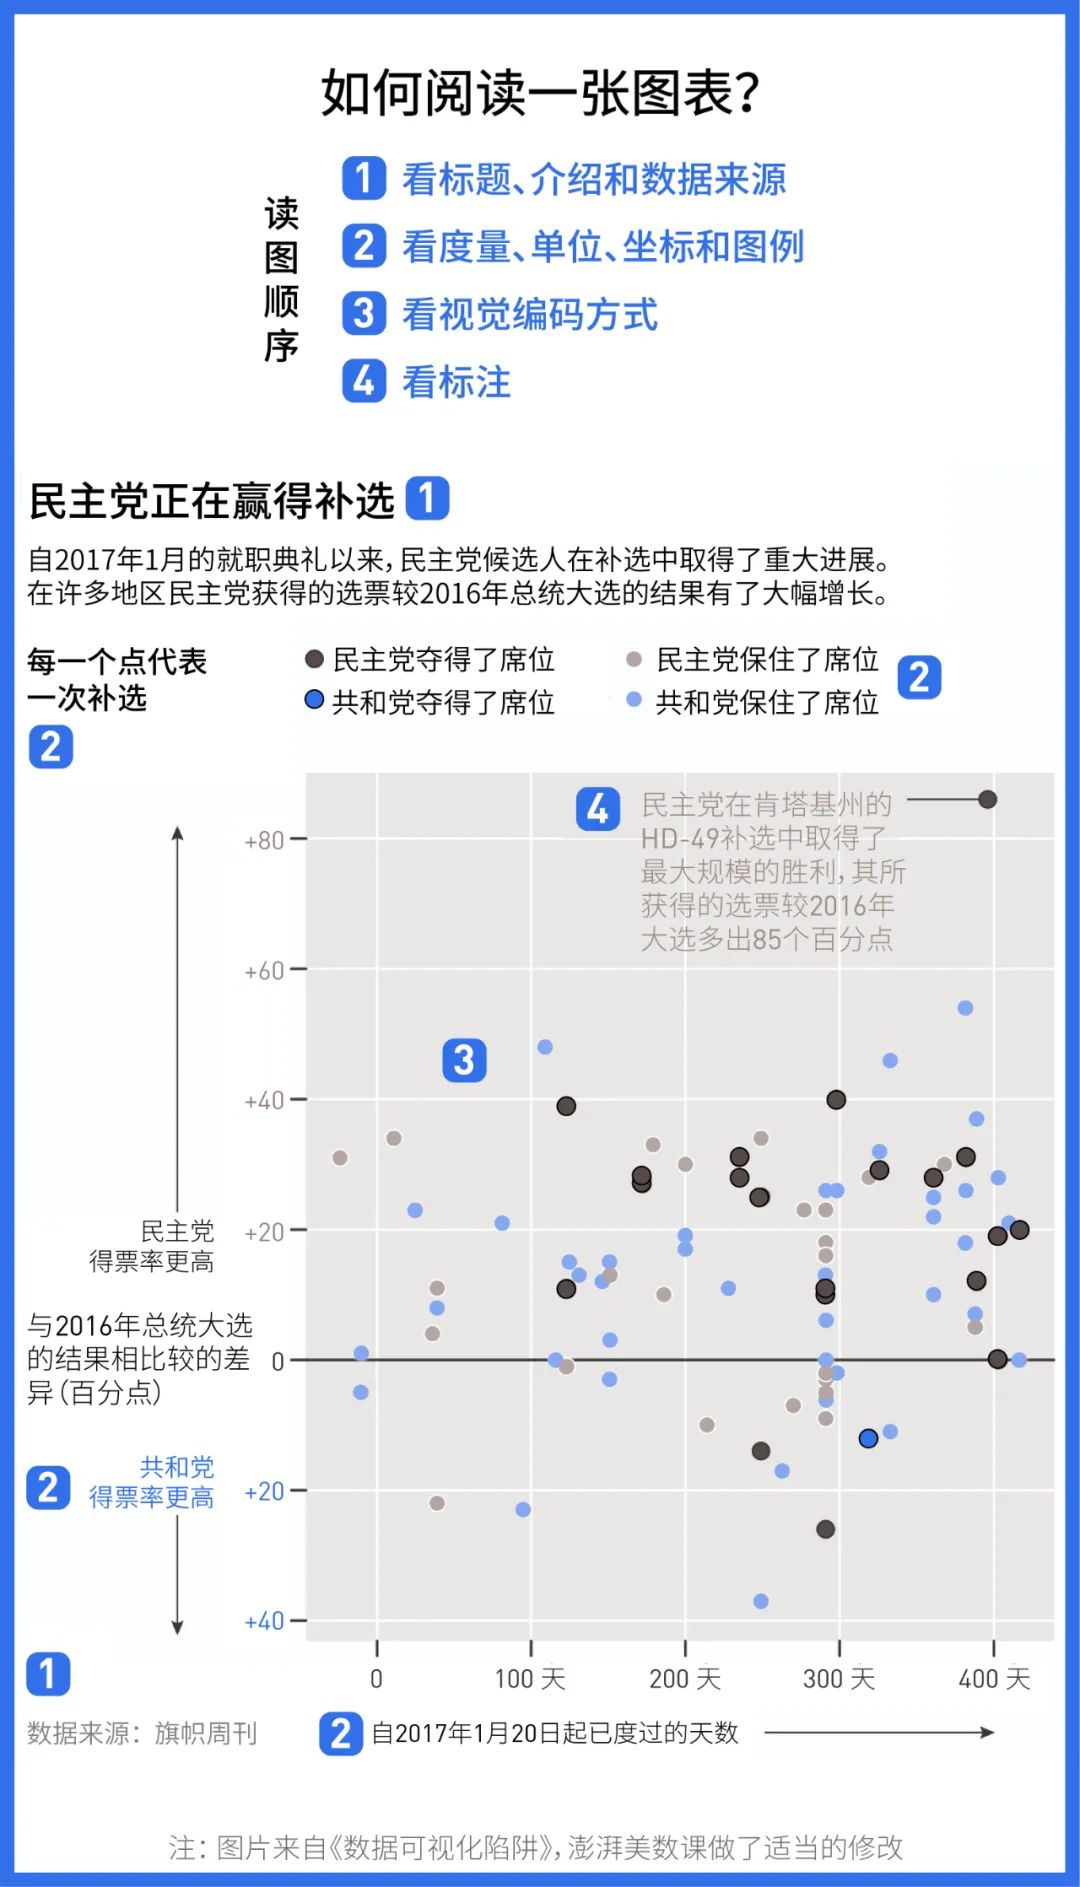 如何阅读一张图表？
读图顺序
1 看标题、介绍和数据来源
2 看度量、单位、坐标和图例
3 看视觉编码方式
4 看标注
民主党正在赢得补选 1
自2017年1月的就职典礼以来，民主党候选人在补选中取得了重大进展。
在许多地区民主党获得的选票较2016年总统大选的结果有了大幅增长。
每一个点代表
一次补选
2
民主党夺得了席位 民主党保住了席位
共和党夺得了席位 共和党保住了席位
2
4
民主党在肯塔基州的
HD-49补选中取得了
最大规模的胜利，其所
获得的选票较2016年
大选多出85个百分点
+80
+60
3
+40
+20
民主党
得票率更高
与2016年总统大选
的结果相比较的差
异（百分点）
0
2
共和党
得票率更高
+20
+40
0 100 天 200 天 300 天 400 天
1
数据来源：旗帜周刊
2 自2017年1月20日起已度过的天数
注：图片来自《数据可视化陷阱》，澎湃美数课做了适当的修改